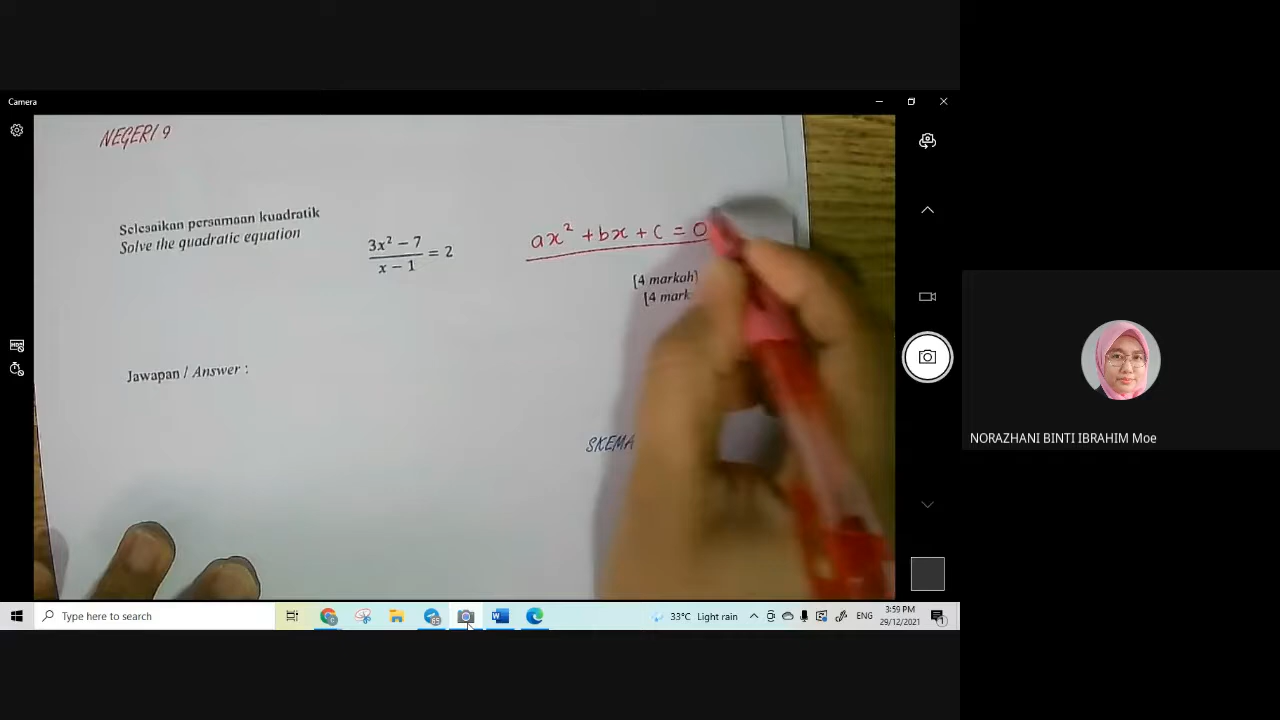 Camera
NEGERI 9
Selesaikan persamaan kuadratik
Solve the quadratic equation
3x² − 7
x − 1
= 2
ax² + bx + c = 0
[4 markah]
[4 mark
Jawapan / Answer :
SKEMA
NORAZHANI BINTI IBRAHIM Moe
Type here to search
33°C Light rain
ENG
3:59 PM
29/12/2021